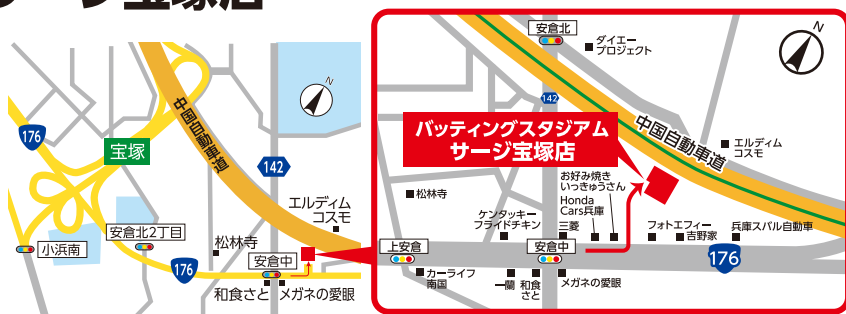 サージ宝塚店
176
宝塚
中国自動車道
N
142
エルディム
コスモ
小浜南
安倉北2丁目
松林寺
安倉中
176
和食さと
メガネの愛眼
安倉北
ダイエー
プロジェクト
N
142
バッティングスタジアム
サージ宝塚店
中国自動車道
エルディム
コスモ
松林寺
お好み焼き
いっきゅうさん
Honda
Cars兵庫
ケンタッキー
フライドチキン
三菱
フォトエフィー
吉野家
兵庫スバル自動車
上安倉
安倉中
176
カーライフ
南国
一蘭
和食
さと
メガネの愛眼